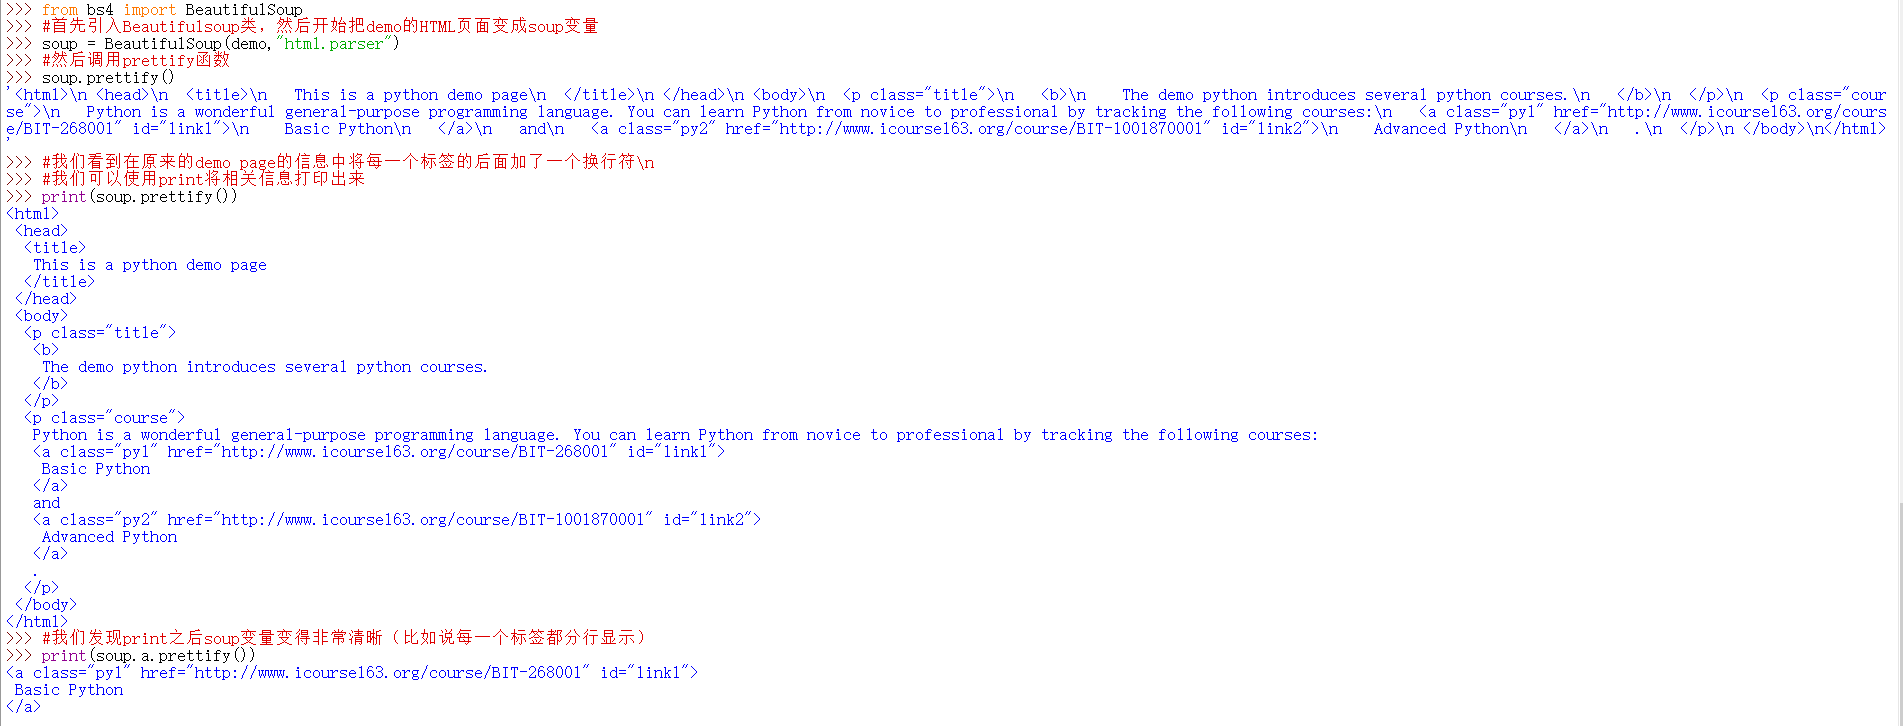 >>> from bs4 import BeautifulSoup
>>> #首先引入Beautifulsoup类，然后开始把demo的HTML页面变成soup变量
>>> soup = BeautifulSoup(demo,"html.parser")
>>> #然后调用prettify函数
>>> soup.prettify()
'<html>\n <head>\n  <title>\n   This is a python demo page\n  </title>\n </head>\n <body>\n  <p class="title">\n   <b>\n    The demo python introduces several python courses.\n   </b>\n  </p>\n  <p class="cour
se">\n   Python is a wonderful general-purpose programming language. You can learn Python from novice to professional by tracking the following courses:\n   <a class="py1" href="http://www.icourse163.org/cours
e/BIT-268001" id="link1">\n    Basic Python\n   </a>\n   and\n   <a class="py2" href="http://www.icourse163.org/course/BIT-1001870001" id="link2">\n    Advanced Python\n   </a>\n   .\n  </p>\n </body>\n</html>
'
>>> #我们看到在原来的demo page的信息中将每一个标签的后面加了一个换行符\n
>>> #我们可以使用print将相关信息打印出来
>>> print(soup.prettify())
<html>
 <head>
  <title>
   This is a python demo page
  </title>
 </head>
 <body>
  <p class="title">
   <b>
    The demo python introduces several python courses.
   </b>
  </p>
  <p class="course">
   Python is a wonderful general-purpose programming language. You can learn Python from novice to professional by tracking the following courses:
   <a class="py1" href="http://www.icourse163.org/course/BIT-268001" id="link1">
    Basic Python
   </a>
   and
   <a class="py2" href="http://www.icourse163.org/course/BIT-1001870001" id="link2">
    Advanced Python
   </a>
   .
  </p>
 </body>
</html>
>>> #我们发现print之后soup变量变得非常清晰（比如说每一个标签都分行显示）
>>> print(soup.a.prettify())
<a class="py1" href="http://www.icourse163.org/course/BIT-268001" id="link1">
 Basic Python
</a>